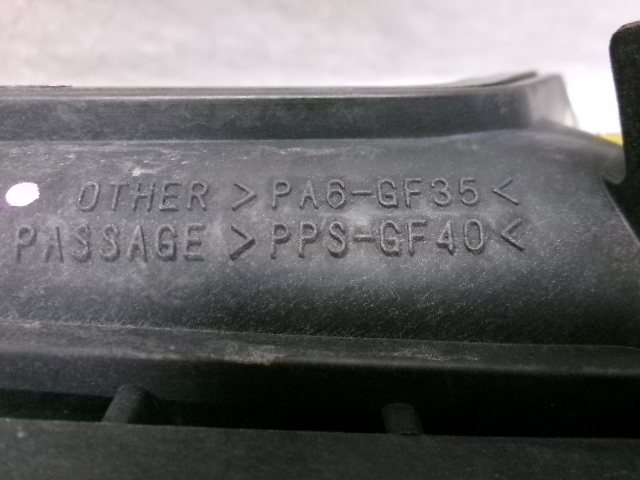 OTHER >PA6-GF35<
PASSAGE >PPS-GF40<